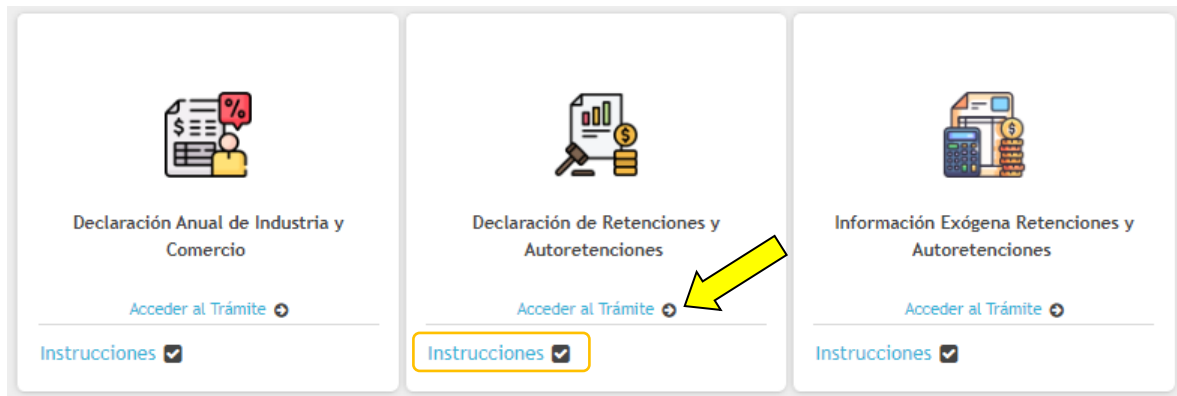 Declaración Anual de Industria y
Comercio
Acceder al Trámite
Instrucciones
Declaración de Retenciones y
Autoretenciones
Acceder al Trámite
Instrucciones
Información Exógena Retenciones y
Autoretenciones
Acceder al Trámite
Instrucciones